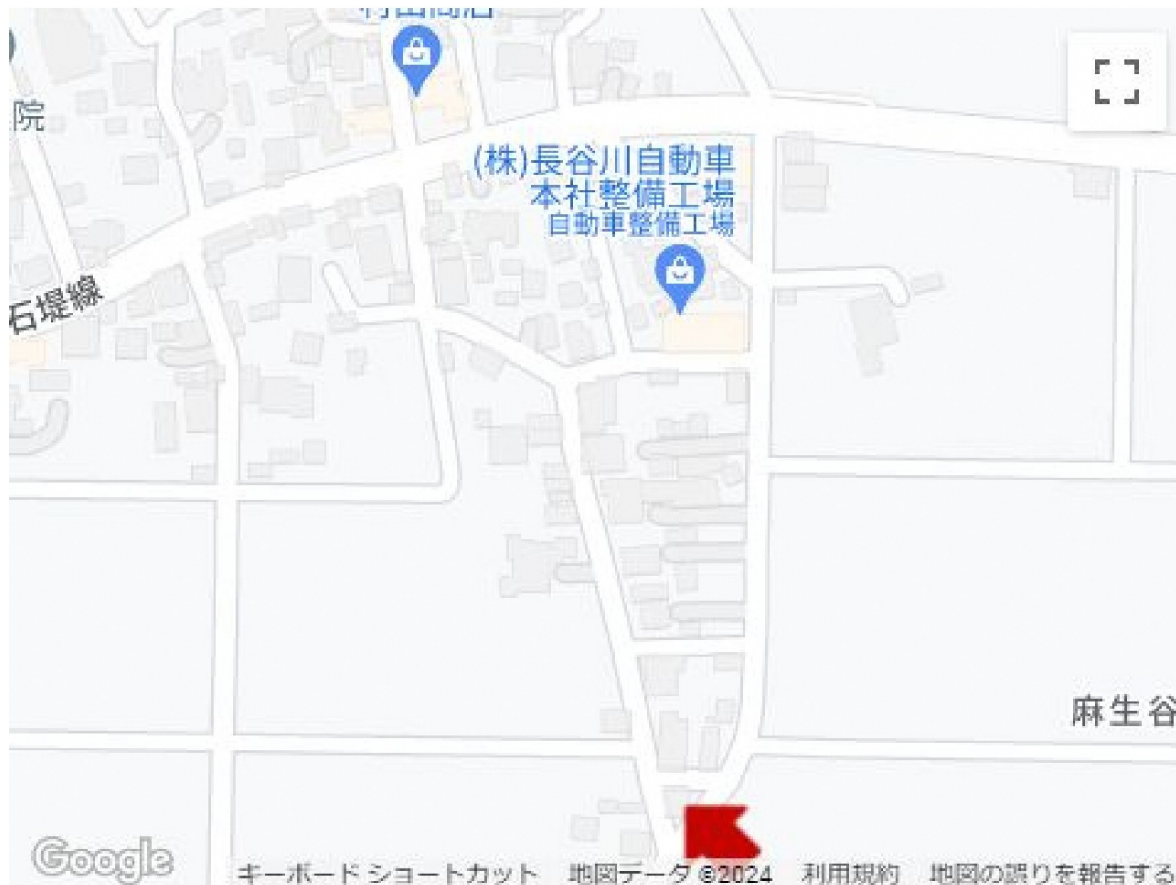 院
(株)長谷川自動車
本社整備工場
自動車整備工場
石堤線
麻生谷
Google
キーボード ショートカット
地図データ ©2024
利用規約
地図の誤りを報告する